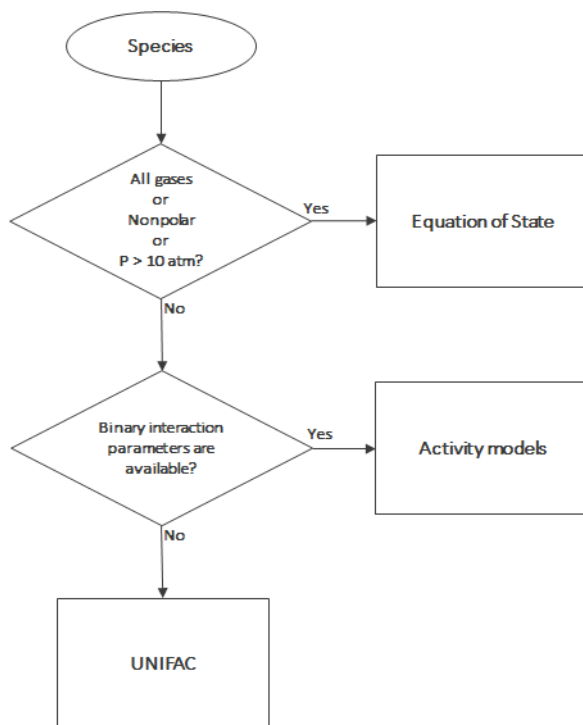 Species
All gases
or
Nonpolar
or
P > 10 atm?
Yes
Equation of State
No
Binary interaction
parameters are
available?
Yes
Activity models
No
UNIFAC